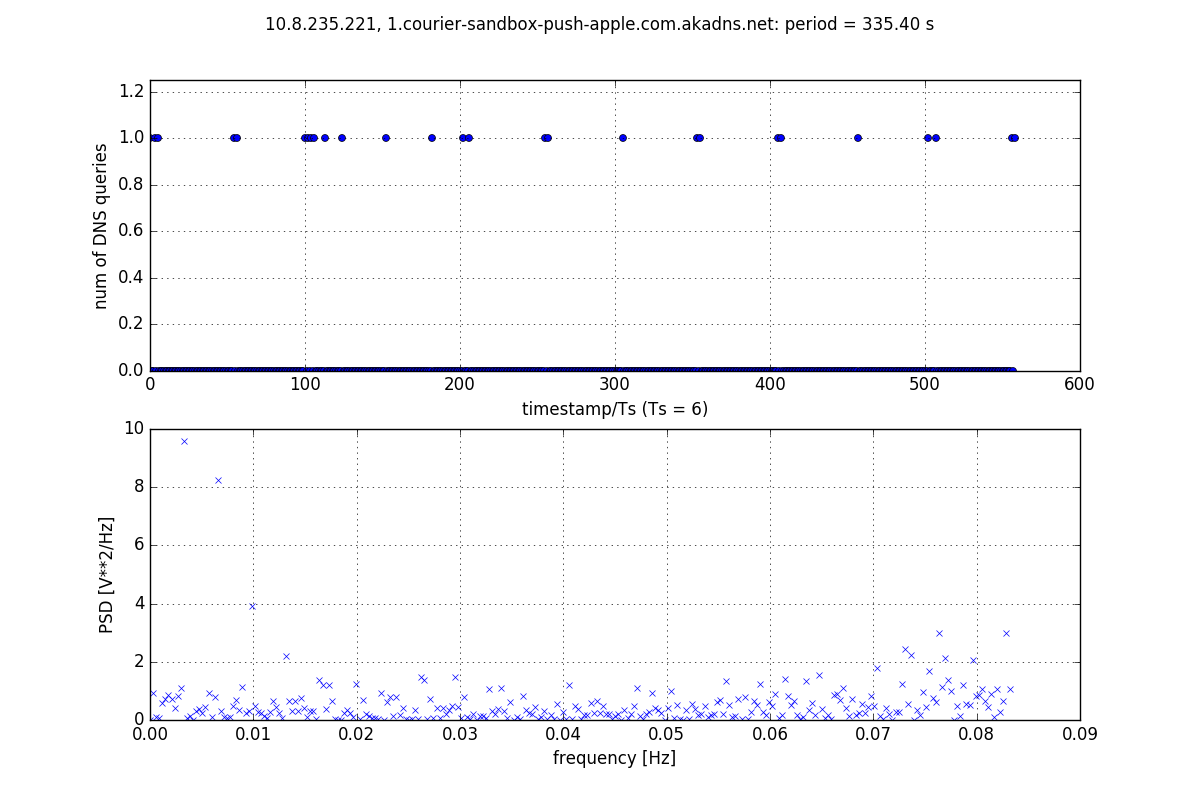 10.8.235.221, 1.courier-sandbox-push-apple.com.akadns.net: period = 335.40 s
1.2
1.0
0.8
0.6
0.4
0.2
0.0
num of DNS queries
0 100 200 300 400 500 600
timestamp/Ts (Ts = 6)
10
8
6
4
2
0
PSD [V**2/Hz]
0.00 0.01 0.02 0.03 0.04 0.05 0.06 0.07 0.08 0.09
frequency [Hz]